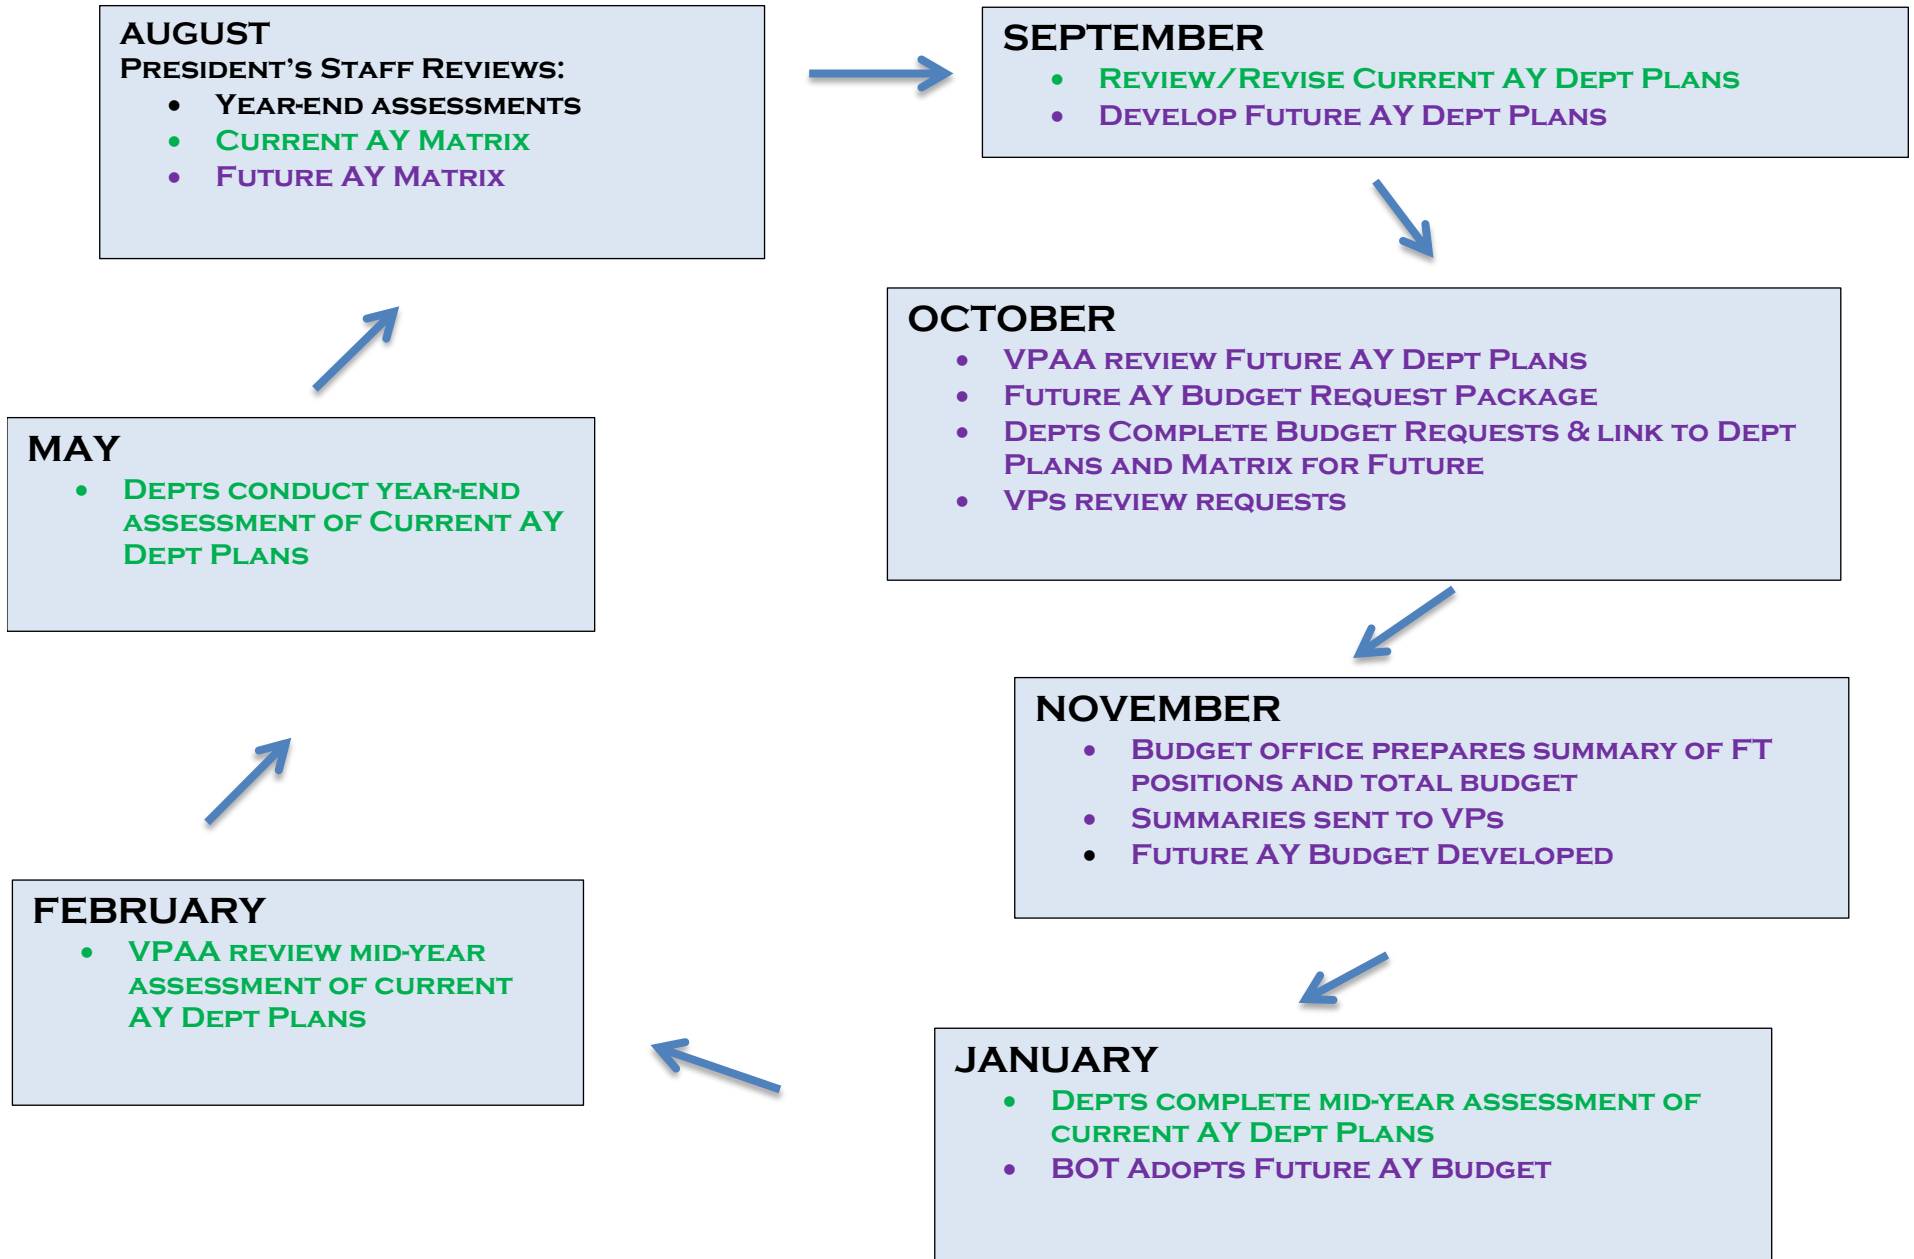 AUGUST
President's Staff Reviews:
• Year-end assessments
• Current AY Matrix
• Future AY Matrix
SEPTEMBER
• Review/Revise Current AY Dept Plans
• Develop Future AY Dept Plans
OCTOBER
• VPAA review Future AY Dept Plans
• Future AY Budget Request Package
• Depts Complete Budget Requests & link to Dept
Plans and Matrix for Future
• VPs review requests
NOVEMBER
• Budget office prepares summary of FT
positions and total budget
• Summaries sent to VPs
• Future AY Budget Developed
JANUARY
• Depts complete mid-year assessment of
current AY Dept Plans
• BOT Adopts Future AY Budget
FEBRUARY
• VPAA review mid-year
assessment of current
AY Dept Plans
MAY
• Depts conduct year-end
assessment of Current AY
Dept Plans